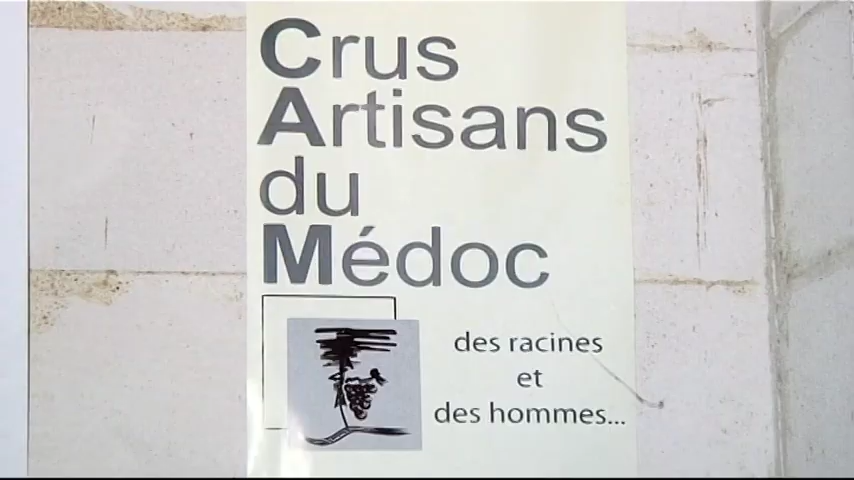 Crus
Artisans
du
Médoc
des racines
et
des hommes...